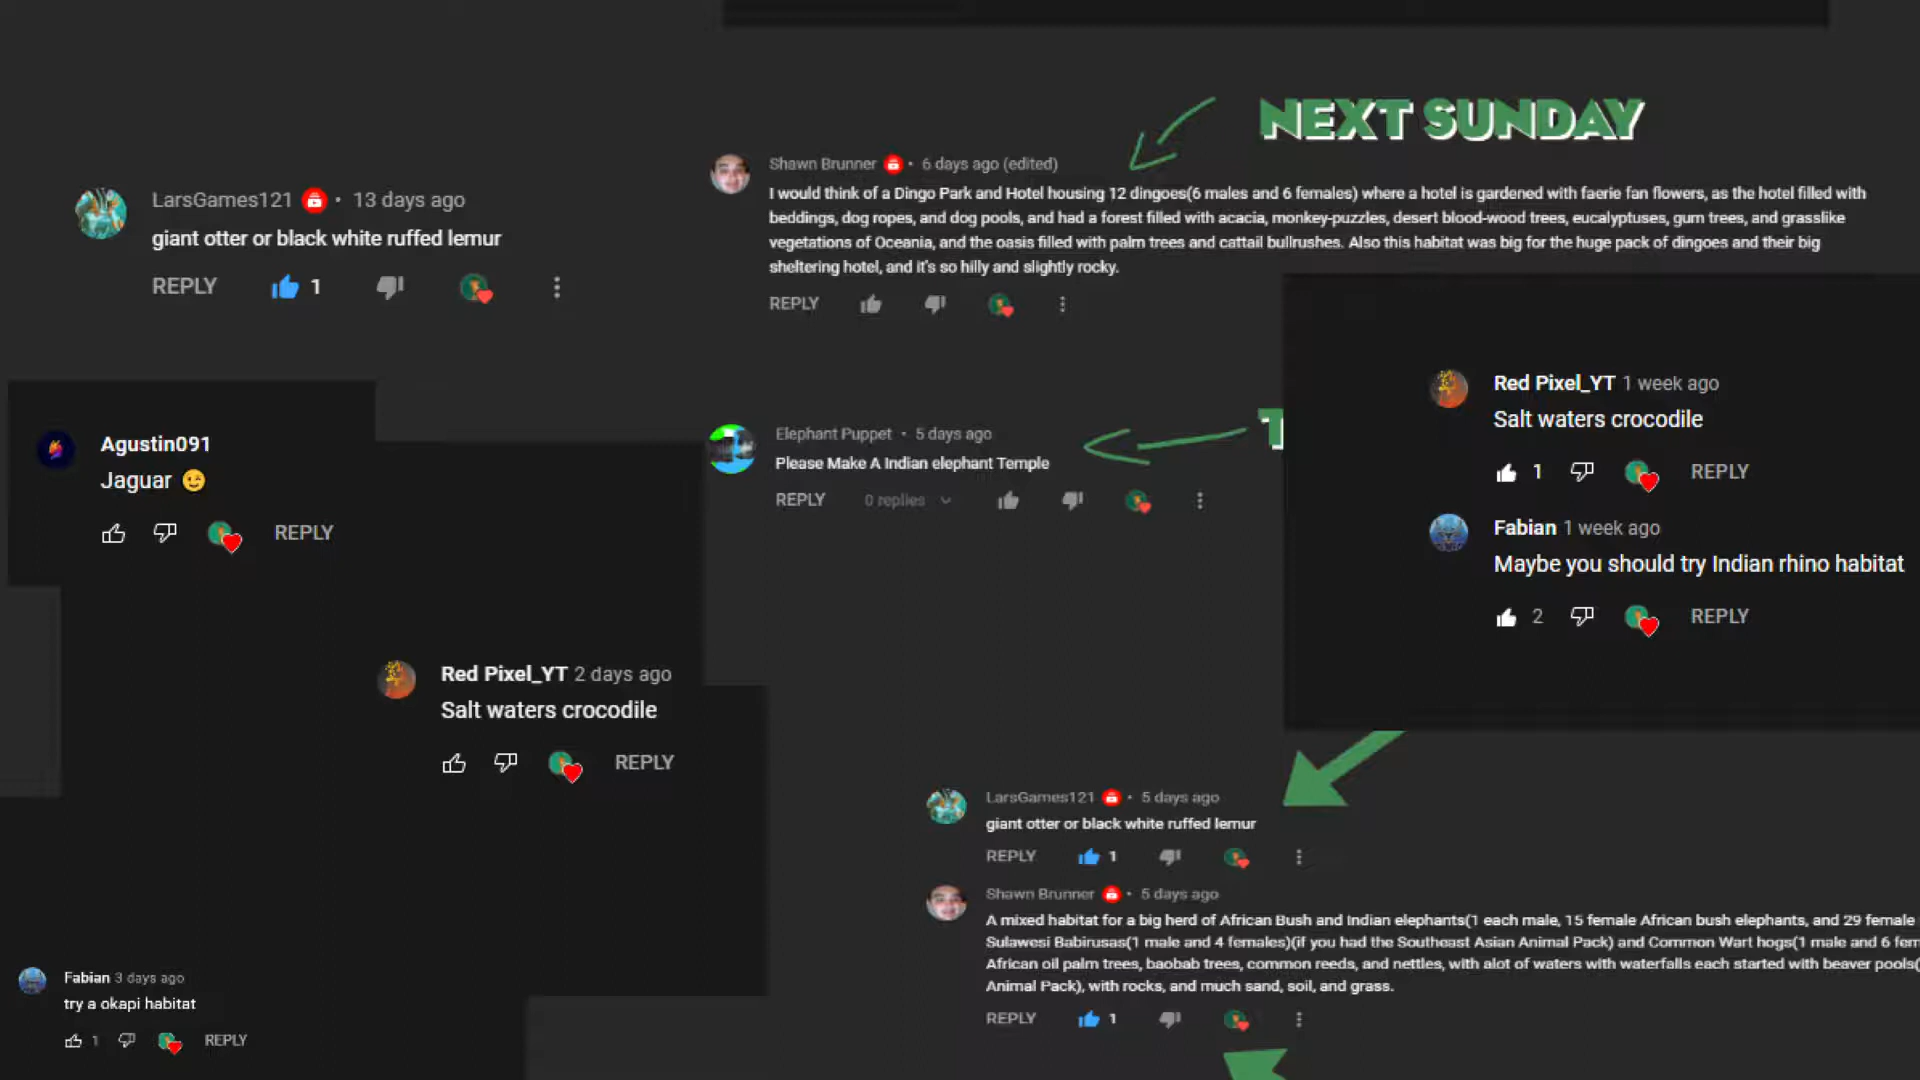 NEXT SUNDAY
LarsGames121 • 13 days ago
giant otter or black white ruffed lemur
REPLY 1
Shawn Brunner • 6 days ago (edited)
I would think of a Dingo Park and Hotel housing 12 dingoes(6 males and 6 females) where a hotel is gardened with faerie fan flowers, as the hotel filled with
beddings, dog ropes, and dog pools, and had a forest filled with acacia, monkey-puzzles, desert blood-wood trees, eucalyptuses, gum trees, and grasslike
vegetations of Oceania, and the oasis filled with palm trees and cattail bullrushes. Also this habitat was big for the huge pack of dingoes and their big
sheltering hotel, and it's so hilly and slightly rocky.
REPLY
Agustin091
Jaguar 😉
REPLY
Elephant Puppet • 5 days ago
Please Make A Indian elephant Temple
REPLY 0 replies
Red Pixel_YT 1 week ago
Salt waters crocodile
1 REPLY
Fabian 1 week ago
Maybe you should try Indian rhino habitat
2 REPLY
Red Pixel_YT 2 days ago
Salt waters crocodile
REPLY
LarsGames121 • 5 days ago
giant otter or black white ruffed lemur
REPLY 1
Shawn Brunner • 5 days ago
A mixed habitat for a big herd of African Bush and Indian elephants(1 each male, 15 female African bush elephants, and 29 female
Sulawesi Babirusas(1 male and 4 females)(if you had the Southeast Asian Animal Pack) and Common Wart hogs(1 male and 6 fem
African oil palm trees, baobab trees, common reeds, and nettles, with alot of waters with waterfalls each started with beaver pools(
Animal Pack), with rocks, and much sand, soil, and grass.
REPLY 1
Fabian 3 days ago
try a okapi habitat
1 REPLY